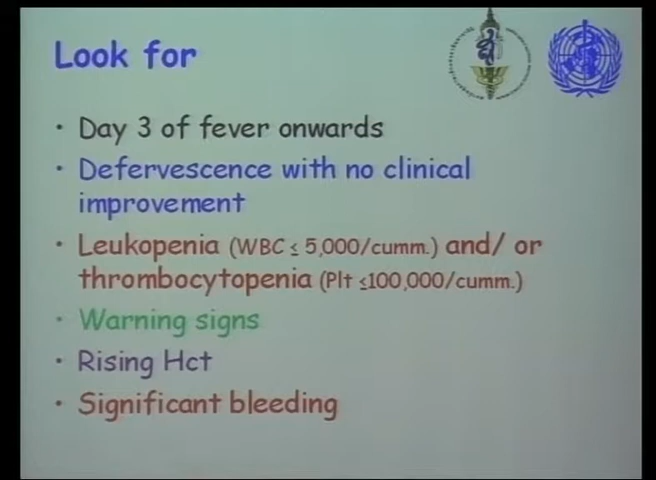 Look for
• Day 3 of fever onwards
• Defervescence with no clinical
improvement
• Leukopenia (WBC ≤ 5,000/cumm.) and/ or
thrombocytopenia (Plt ≤100,000/cumm.)
• Warning signs
• Rising Hct
• Significant bleeding